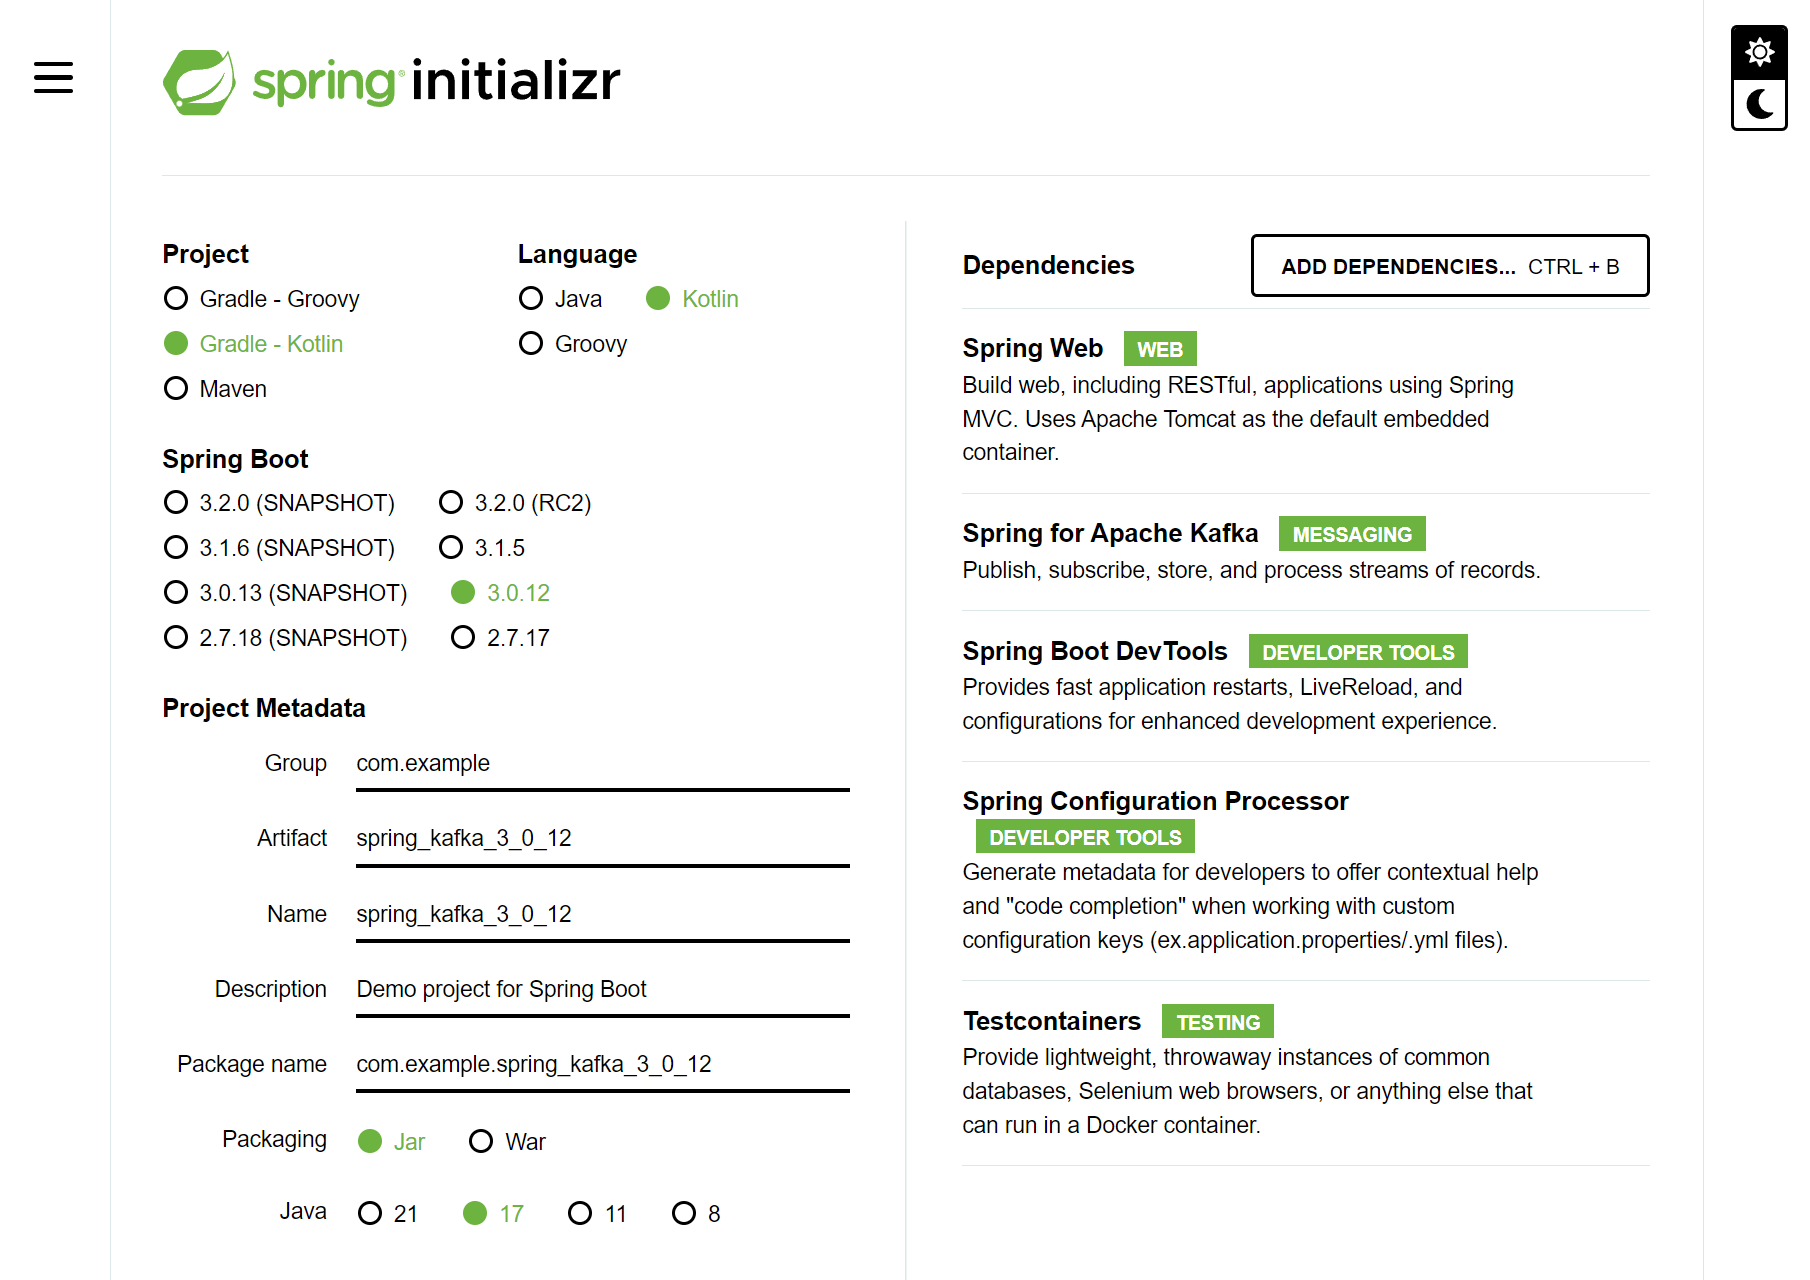 spring initializr
Project
Gradle - Groovy
Gradle - Kotlin
Maven
Language
Java Kotlin
Groovy
Spring Boot
3.2.0 (SNAPSHOT) 3.2.0 (RC2)
3.1.6 (SNAPSHOT) 3.1.5
3.0.13 (SNAPSHOT) 3.0.12
2.7.18 (SNAPSHOT) 2.7.17
Project Metadata
Group com.example
Artifact spring_kafka_3_0_12
Name spring_kafka_3_0_12
Description Demo project for Spring Boot
Package name com.example.spring_kafka_3_0_12
Packaging Jar War
Java 21 17 11 8
Dependencies ADD DEPENDENCIES... CTRL + B
Spring Web WEB
Build web, including RESTful, applications using Spring
MVC. Uses Apache Tomcat as the default embedded
container.
Spring for Apache Kafka MESSAGING
Publish, subscribe, store, and process streams of records.
Spring Boot DevTools DEVELOPER TOOLS
Provides fast application restarts, LiveReload, and
configurations for enhanced development experience.
Spring Configuration Processor
DEVELOPER TOOLS
Generate metadata for developers to offer contextual help
and "code completion" when working with custom
configuration keys (ex.application.properties/.yml files).
Testcontainers TESTING
Provide lightweight, throwaway instances of common
databases, Selenium web browsers, or anything else that
can run in a Docker container.